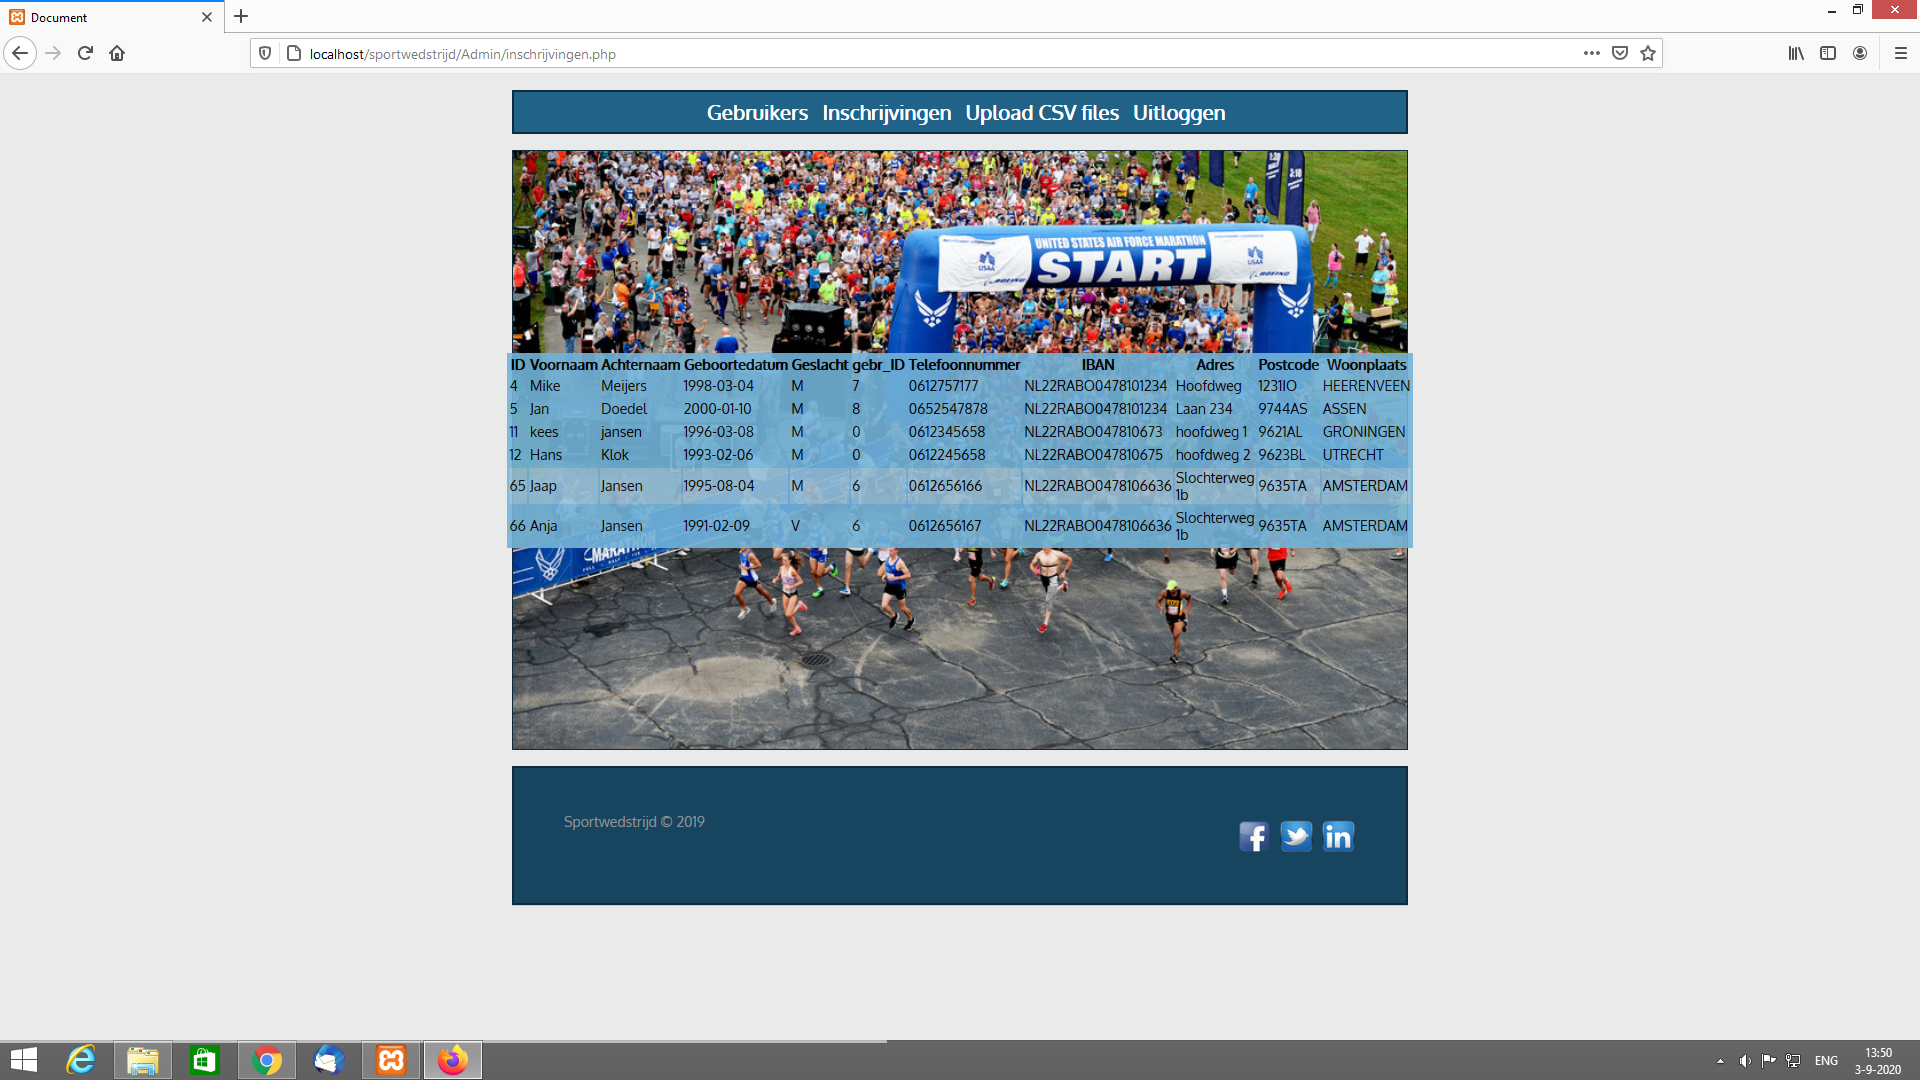 Document
localhost/sportwedstrijd/Admin/inschrijvingen.php
Gebruikers Inschrijvingen Upload CSV files Uitloggen
3:10
UNITED STATES AIR FORCE MARATHON
START
USAA
BOEING
USAA
BOEING
ID Voornaam Achternaam Geboortedatum Geslacht gebr_ID Telefoonnummer IBAN Adres Postcode Woonplaats
4 Mike Meijers 1998-03-04 M 7 0612757177 NL22RABO0478101234 Hoofdweg 1231IO HEERENVEEN
5 Jan Doedel 2000-01-10 M 8 0652547878 NL22RABO0478101234 Laan 234 9744AS ASSEN
11 kees jansen 1996-03-08 M 0 0612345658 NL22RABO047810673 hoofdweg 1 9621AL GRONINGEN
12 Hans Klok 1993-02-06 M 0 0612245658 NL22RABO047810675 hoofdweg 2 9623BL UTRECHT
65 Jaap Jansen 1995-08-04 M 6 0612656166 NL22RABO0478106636 Slochterweg 1b 9635TA AMSTERDAM
66 Anja Jansen 1991-02-09 V 6 0612656167 NL22RABO0478106636 Slochterweg 1b 9635TA AMSTERDAM
MARATHON
Sportwedstrijd © 2019
ENG
13:50
3-9-2020